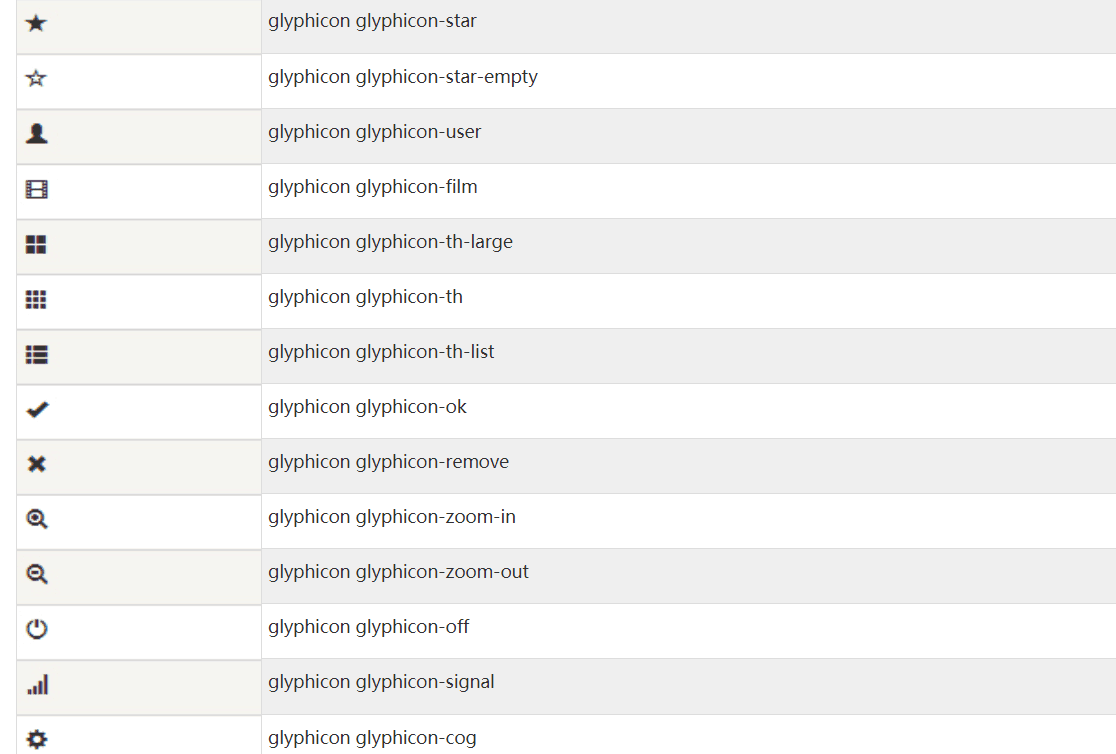 glyphicon glyphicon-star
glyphicon glyphicon-star-empty
glyphicon glyphicon-user
glyphicon glyphicon-film
glyphicon glyphicon-th-large
glyphicon glyphicon-th
glyphicon glyphicon-th-list
glyphicon glyphicon-ok
glyphicon glyphicon-remove
glyphicon glyphicon-zoom-in
glyphicon glyphicon-zoom-out
glyphicon glyphicon-off
glyphicon glyphicon-signal
glyphicon glyphicon-cog